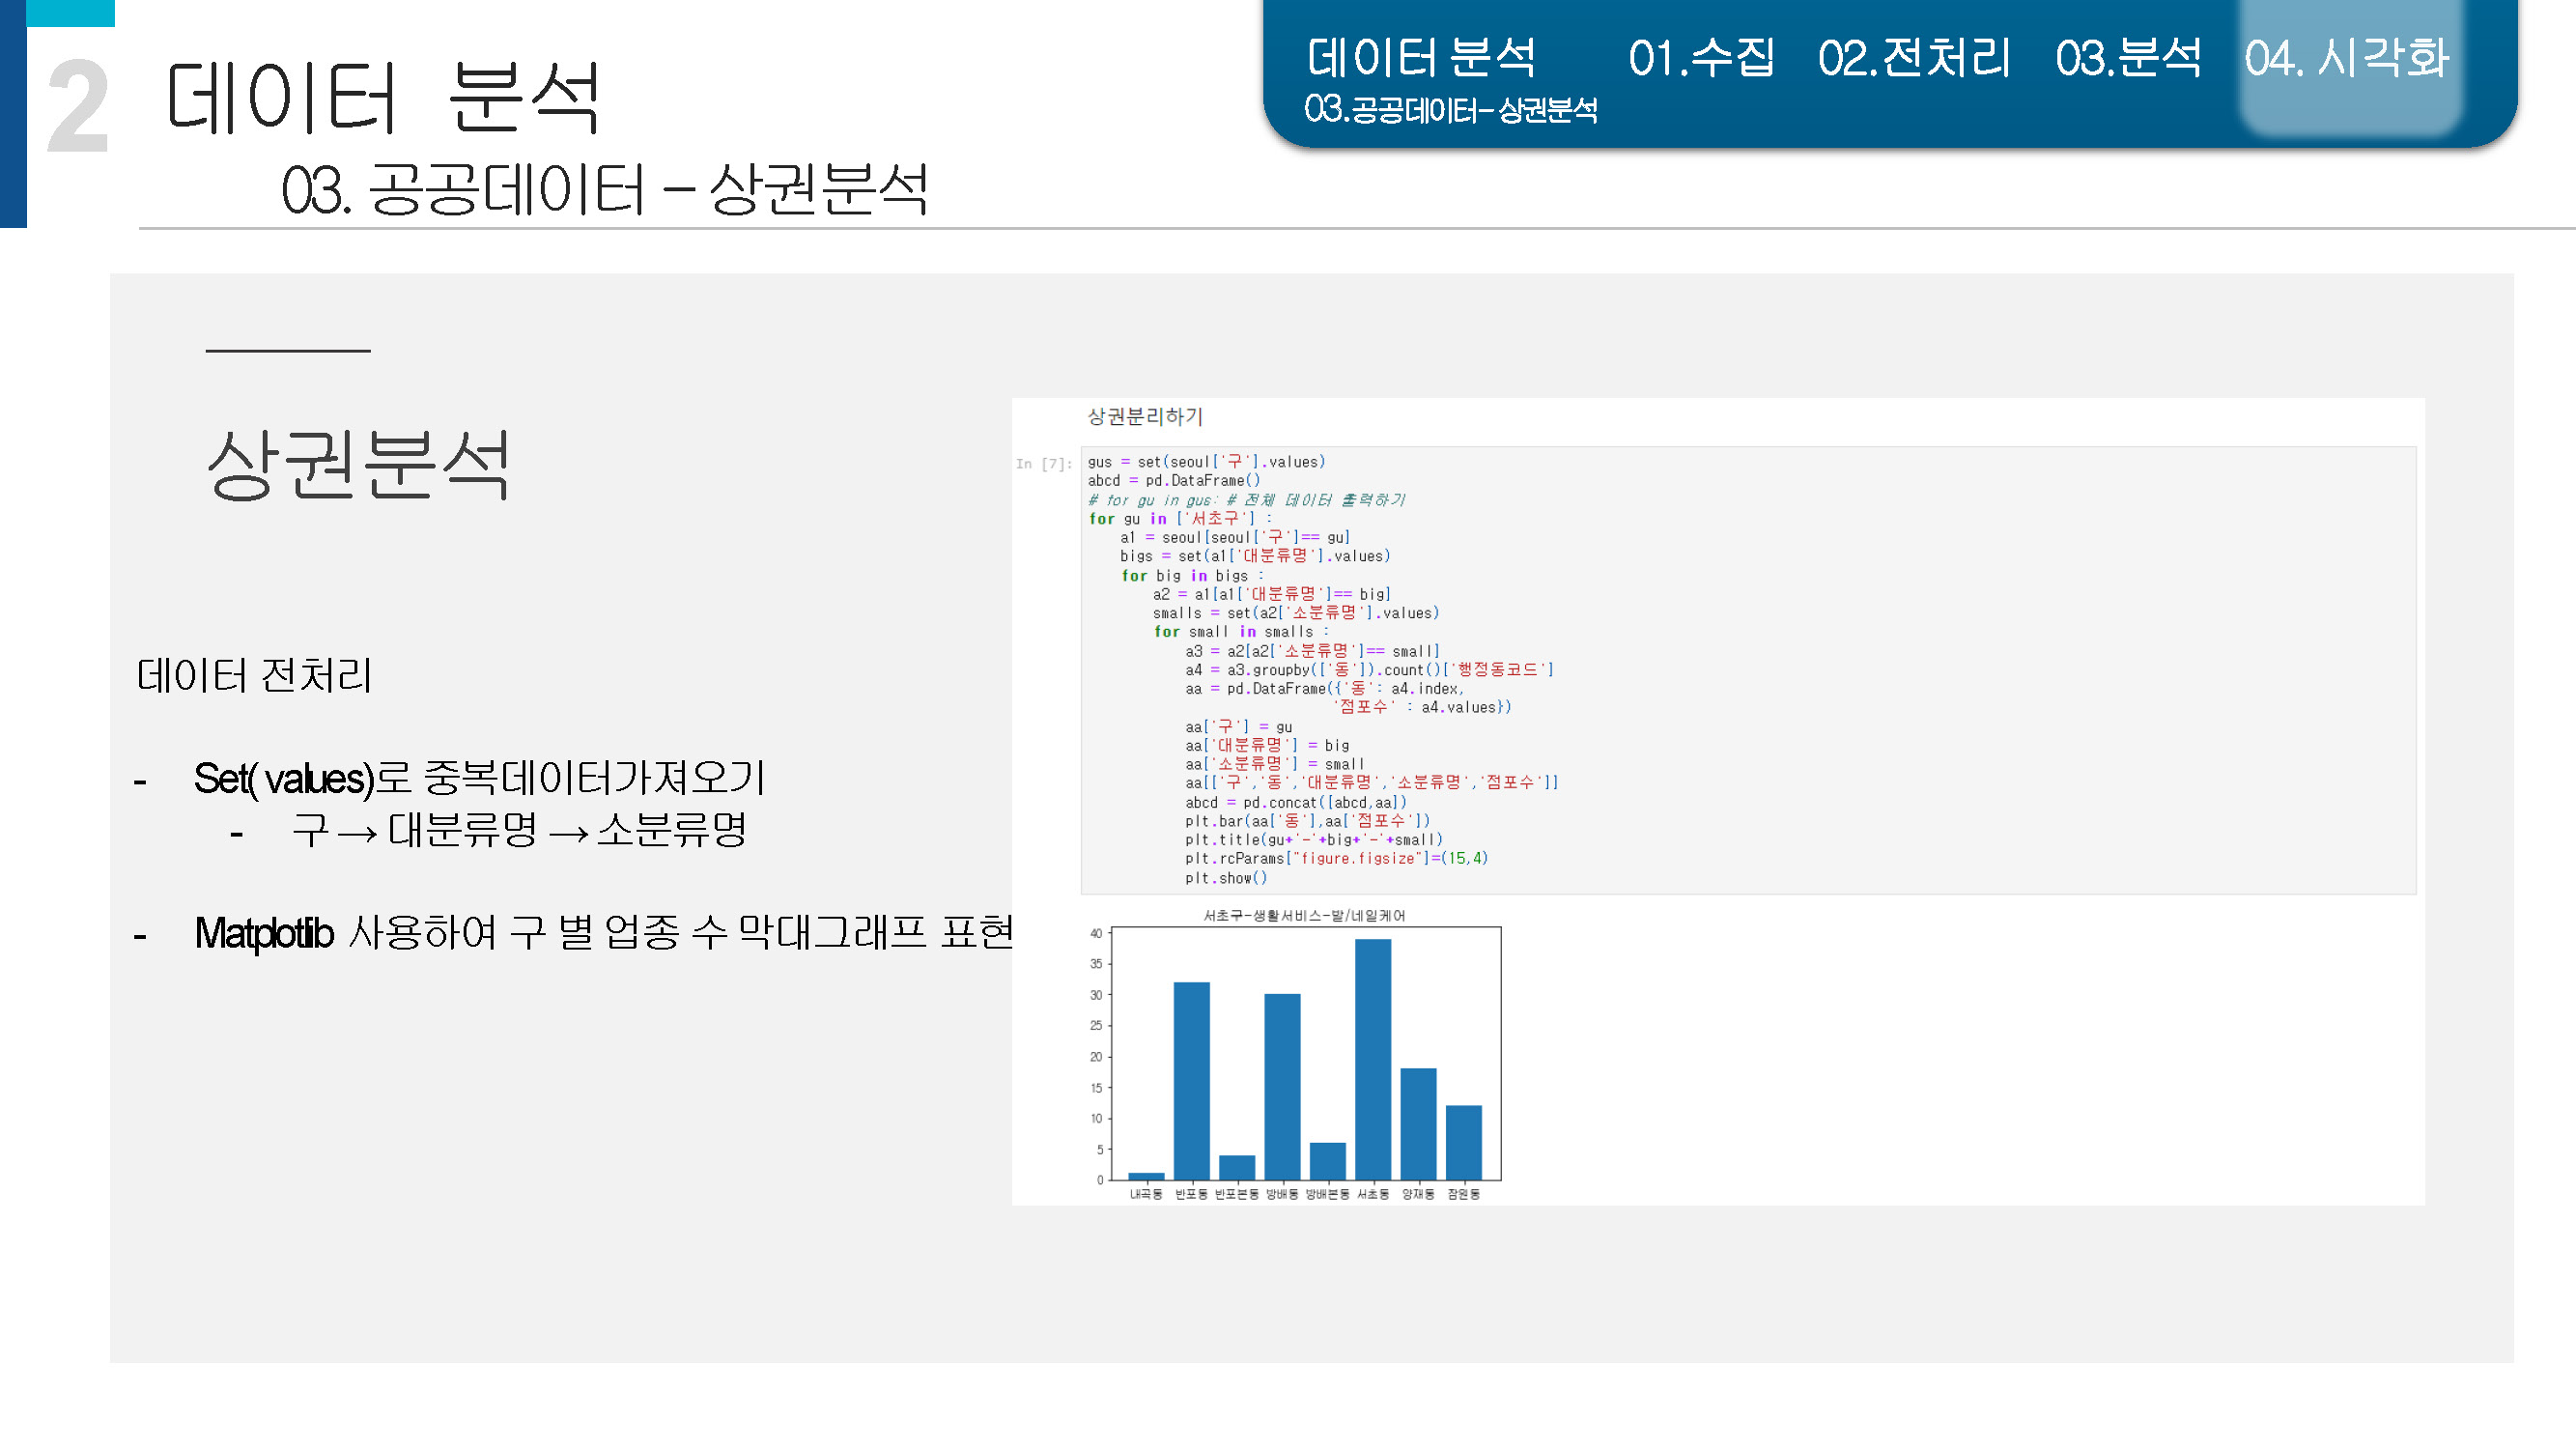 2
데이터 분석
03. 공공데이터 – 상권분석
데이터 분석 01.수집 02.전처리 03.분석 04. 시각화
03.공공데이터– 상권분석
상권분석
데이터 전처리
- Set( values)로 중복데이터가져오기
- 구 → 대분류명 → 소분류명
- Matplotlib 사용하여 구 별 업종 수 막대그래프 표현
상권분리하기
In [7]:
gus = set(seoul['구'].values)
abcd = pd.DataFrame()
# for gu in gus: # 전체 데이터 출력하기
for gu in ['서초구'] :
    a1 = seoul[seoul['구']== gu]
    bigs = set(a1['대분류명'].values)
    for big in bigs :
        a2 = a1[a1['대분류명']== big]
        smalls = set(a2['소분류명'].values)
        for small in smalls :
            a3 = a2[a2['소분류명']== small]
            a4 = a3.groupby(['동']).count()['행정동코드']
            aa = pd.DataFrame({'동': a4.index,
                              '점포수' : a4.values})
            aa['구'] = gu
            aa['대분류명'] = big
            aa['소분류명'] = small
            aa[['구','동','대분류명','소분류명','점포수']]
            abcd = pd.concat([abcd,aa])
            plt.bar(aa['동'],aa['점포수'])
            plt.title(gu+'-'+big+'-'+small)
            plt.rcParams["figure.figsize"]=(15,4)
            plt.show()
서초구-생활서비스-발/네일케어
40
35
30
25
20
15
10
5
0
내곡동 반포동 반포본동 방배동 방배본동 서초동 양재동 잠원동